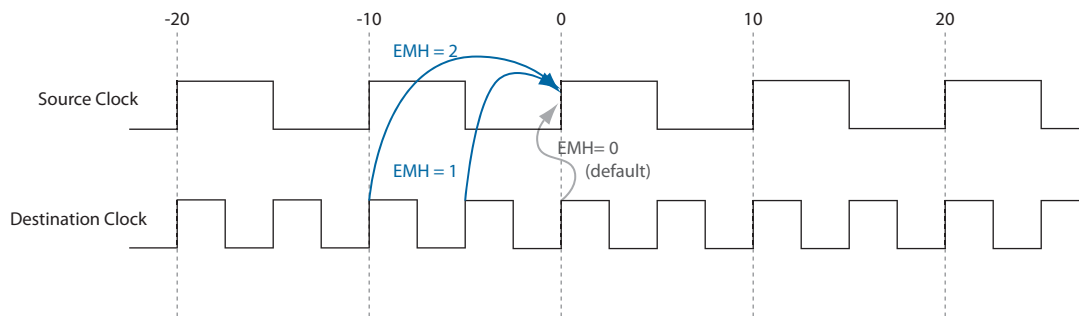 -20 -10 0 10 20
EMH = 2
Source Clock
EMH= 0
(default)
EMH = 1
Destination Clock